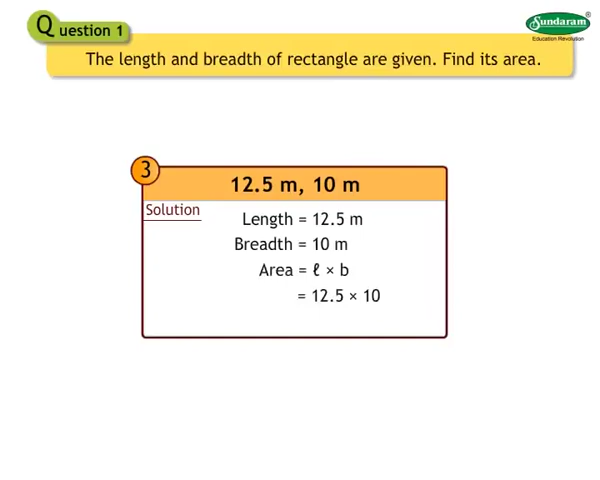 Question 1
Sundaram®
Education Revolution
The length and breadth of rectangle are given. Find its area.
3
12.5 m, 10 m
Solution
Length = 12.5 m
Breadth = 10 m
Area = ℓ × b
= 12.5 × 10